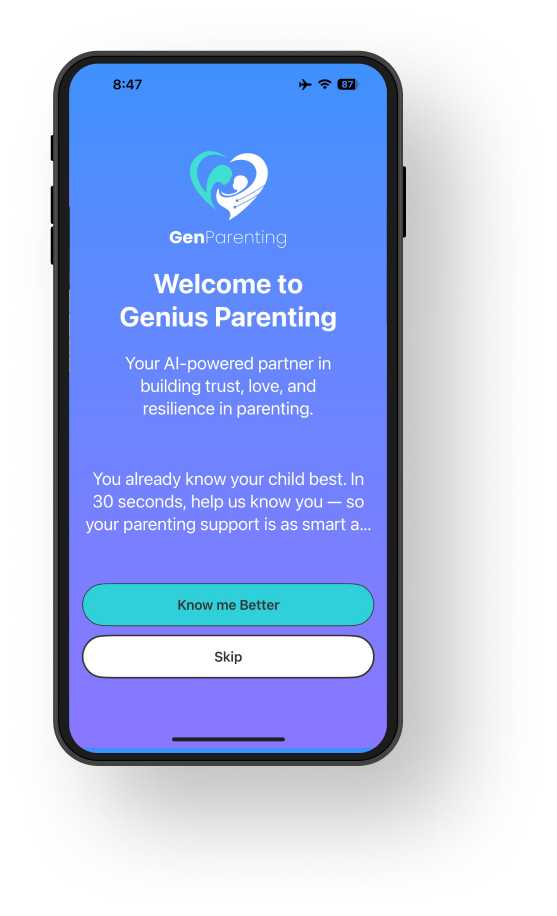 8:47
87
GenParenting
Welcome to
Genius Parenting
Your AI-powered partner in
building trust, love, and
resilience in parenting.
You already know your child best. In
30 seconds, help us know you — so
your parenting support is as smart a...
Know me Better
Skip